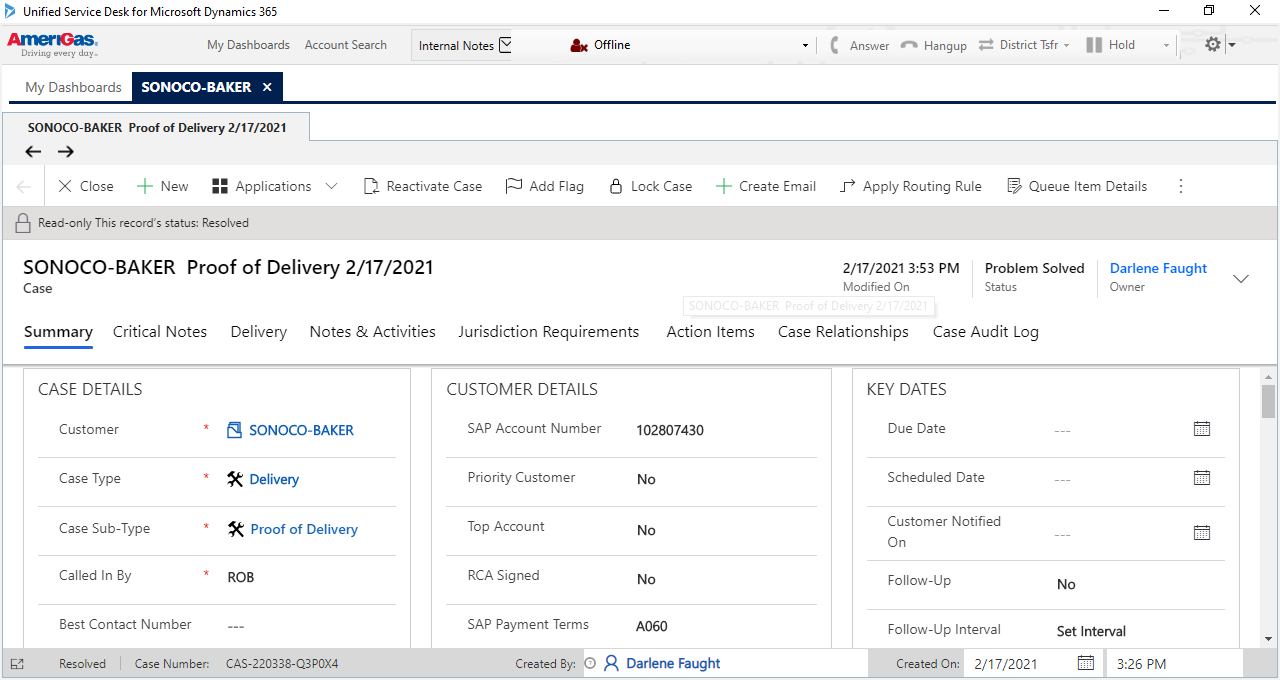 Unified Service Desk for Microsoft Dynamics 365
AmeriGas
Driving every day
My Dashboards Account Search Internal Notes Offline Answer Hangup District Tsfr Hold
My Dashboards SONOCO-BAKER ×
SONOCO-BAKER Proof of Delivery 2/17/2021
Close New Applications Reactivate Case Add Flag Lock Case Create Email Apply Routing Rule Queue Item Details
Read-only This record's status: Resolved
SONOCO-BAKER Proof of Delivery 2/17/2021
Case
2/17/2021 3:53 PM Problem Solved Darlene Faught
Modified On Status Owner
SONOCO-BAKER Proof of Delivery 2/17/2021
Summary Critical Notes Delivery Notes & Activities Jurisdiction Requirements Action Items Case Relationships Case Audit Log
CASE DETAILS
Customer * SONOCO-BAKER
Case Type * Delivery
Case Sub-Type * Proof of Delivery
Called In By * ROB
Best Contact Number ---
CUSTOMER DETAILS
SAP Account Number 102807430
Priority Customer No
Top Account No
RCA Signed No
SAP Payment Terms A060
KEY DATES
Due Date ---
Scheduled Date ---
Customer Notified
On ---
Follow-Up No
Follow-Up Interval Set Interval
Resolved Case Number: CAS-220338-Q3P0X4 Created By: Darlene Faught Created On: 2/17/2021 3:26 PM